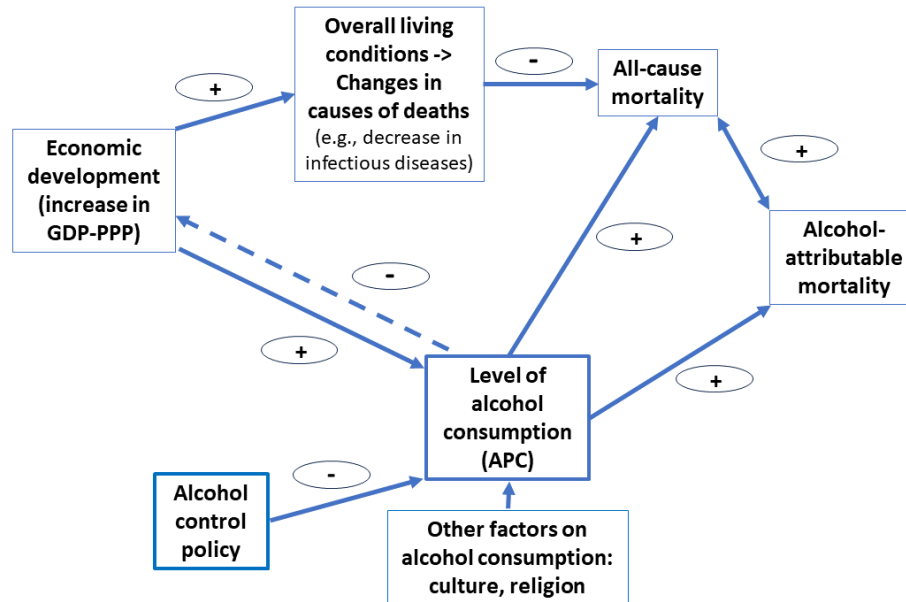 Overall living
conditions ->
Changes in
causes of deaths
(e.g., decrease in
infectious diseases)
-
All-cause
mortality
+
Economic
development
(increase in
GDP-PPP)
+
Alcohol-
attributable
mortality
+
-
+
Level of
alcohol
consumption
(APC)
+
-
Alcohol
control
policy
Other factors on
alcohol consumption:
culture, religion